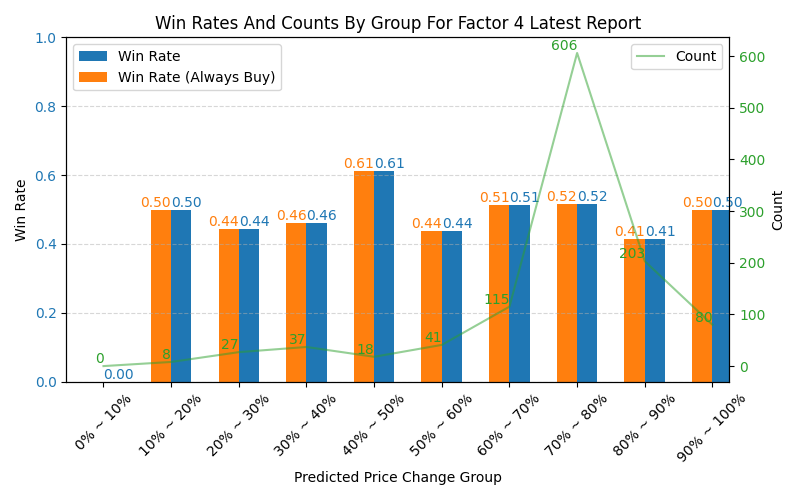 Win Rates And Counts By Group For Factor 4 Latest Report
Win Rate
Win Rate (Always Buy)
Count
1.0
0.8
0.6
0.4
0.2
0.0
Win Rate
600
500
400
300
200
100
0
Count
0.00
0.50 0.50
0.44 0.44
0.46 0.46
0.61 0.61
0.44 0.44
0.51 0.51
0.52 0.52
0.41 0.41
0.50 0.50
0
8
27
37
18
41
115
606
203
80
0% ~ 10%
10% ~ 20%
20% ~ 30%
30% ~ 40%
40% ~ 50%
50% ~ 60%
60% ~ 70%
70% ~ 80%
80% ~ 90%
90% ~ 100%
Predicted Price Change Group